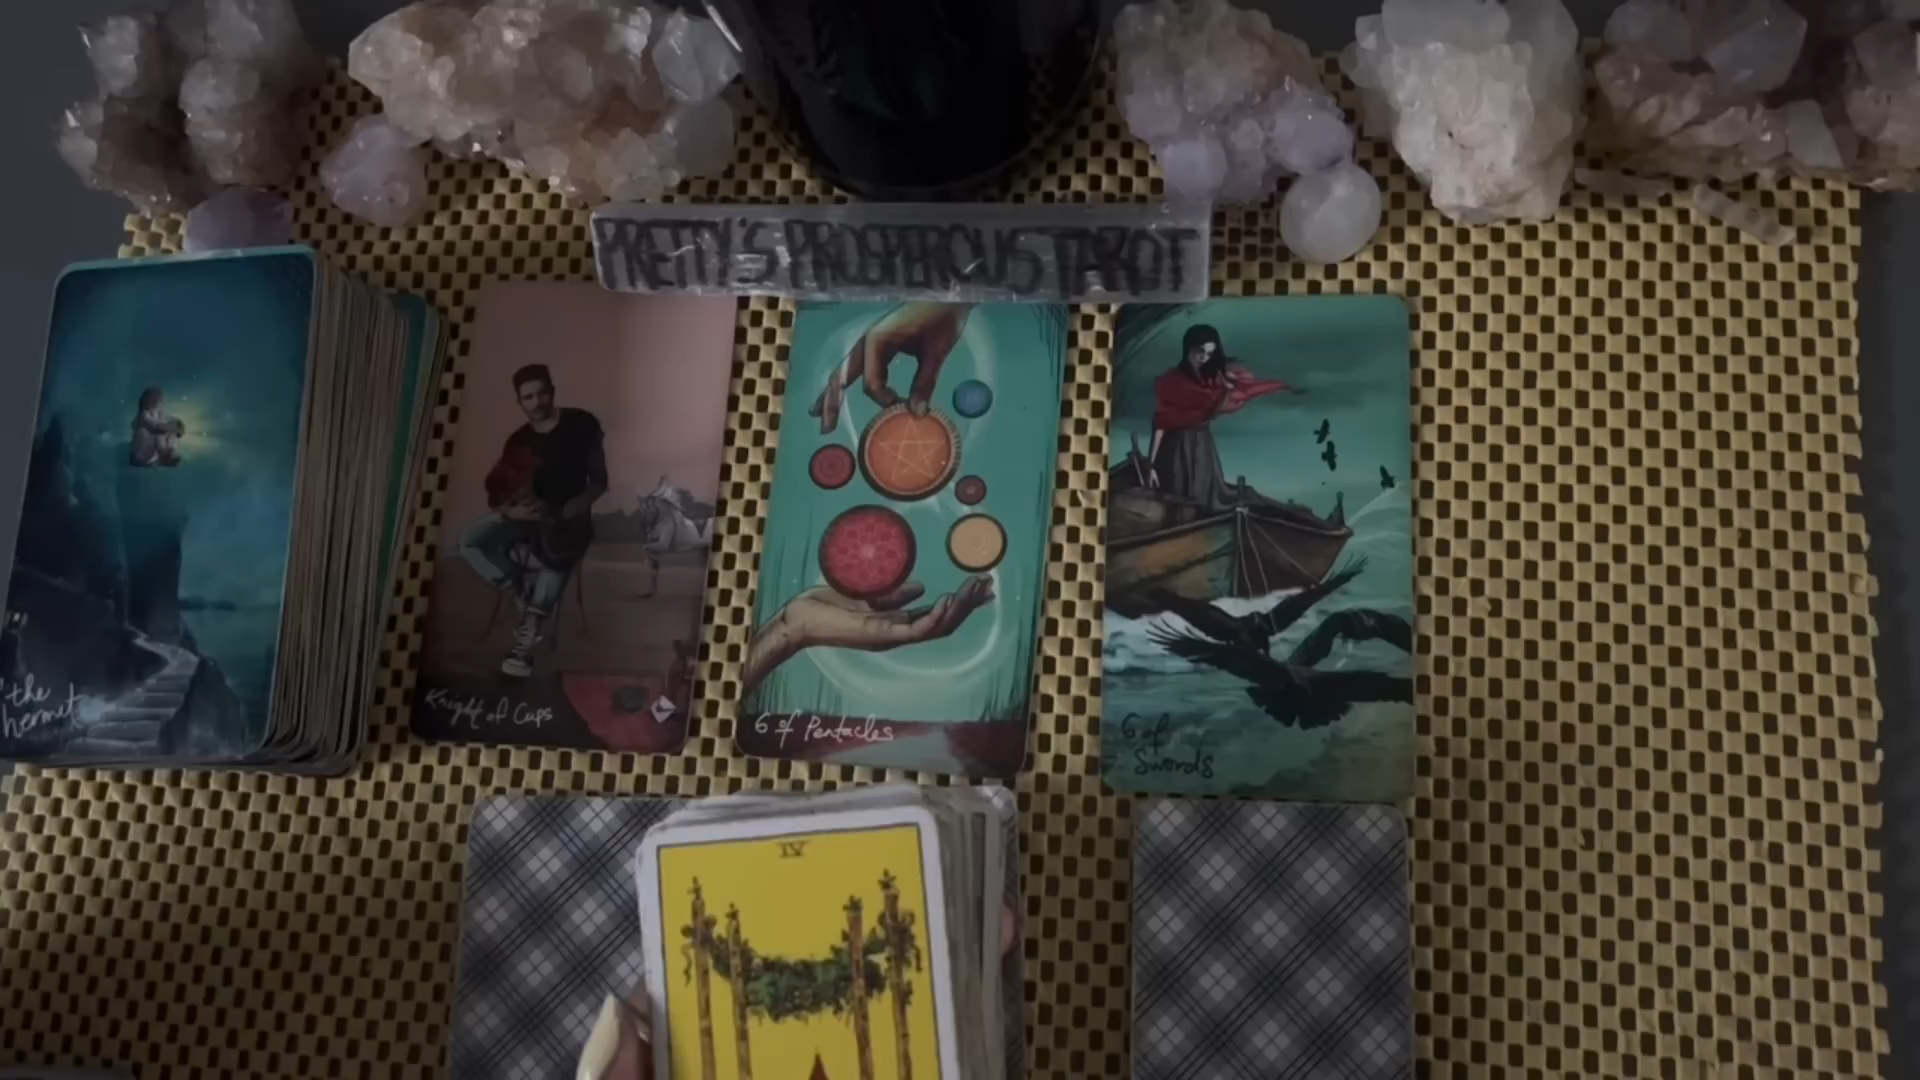 PRETTY'S PROSPEROUS TAROT
the
hermit
Knight of Cups
6 of Pentacles
6 of
Swords
IV